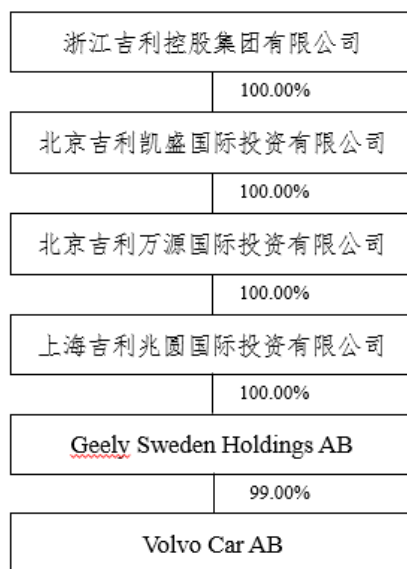 浙江吉利控股集团有限公司
100.00%
北京吉利凯盛国际投资有限公司
100.00%
北京吉利万源国际投资有限公司
100.00%
上海吉利兆圆国际投资有限公司
100.00%
Geely Sweden Holdings AB
99.00%
Volvo Car AB